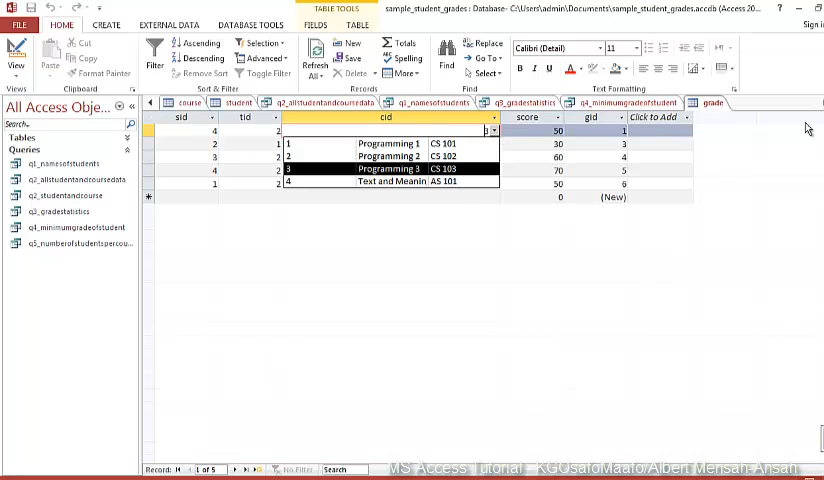 TABLE TOOLS
sample_student_grades : Database- C:\Users\admin\Documents\sample_student_grades.accdb (Access 20...
FILE HOME CREATE EXTERNAL DATA DATABASE TOOLS FIELDS TABLE Sign in
View
Paste
Cut
Copy
Format Painter
Filter
Ascending
Descending
Remove Sort
Selection
Advanced
Toggle Filter
Refresh All
New
Save
Delete
Totals
Spelling
More
Find
Replace
Go To
Select
Calibri (Detail) 11
B I U A
Views Clipboard Sort & Filter Records Find Text Formatting
All Access Obje...
Search..
Tables
Queries
q1_namesofstudents
q2_allstudentandcoursedata
q2_studentandcourse
q3_gradestatistics
q4_minimumgradeofstudent
q5_numberofstudentspercou...
course student q2_allstudentandcoursedata q1_namesofstudents q3_gradestatistics q4_minimumgradeofstudent grade
sid tid cid score gid Click to Add
4 2 3 50 1
2 1 30 3
3 2 60 4
4 2 70 5
1 2 50 6
0 (New)
1 Programming 1 CS 101
2 Programming 2 CS 102
3 Programming 3 CS 103
4 Text and Meanin AS 101
Record: 1 of 5 No Filter Search
MS Access Tutorial - KGOsafoMaafo/Albert Mensah-Ansah